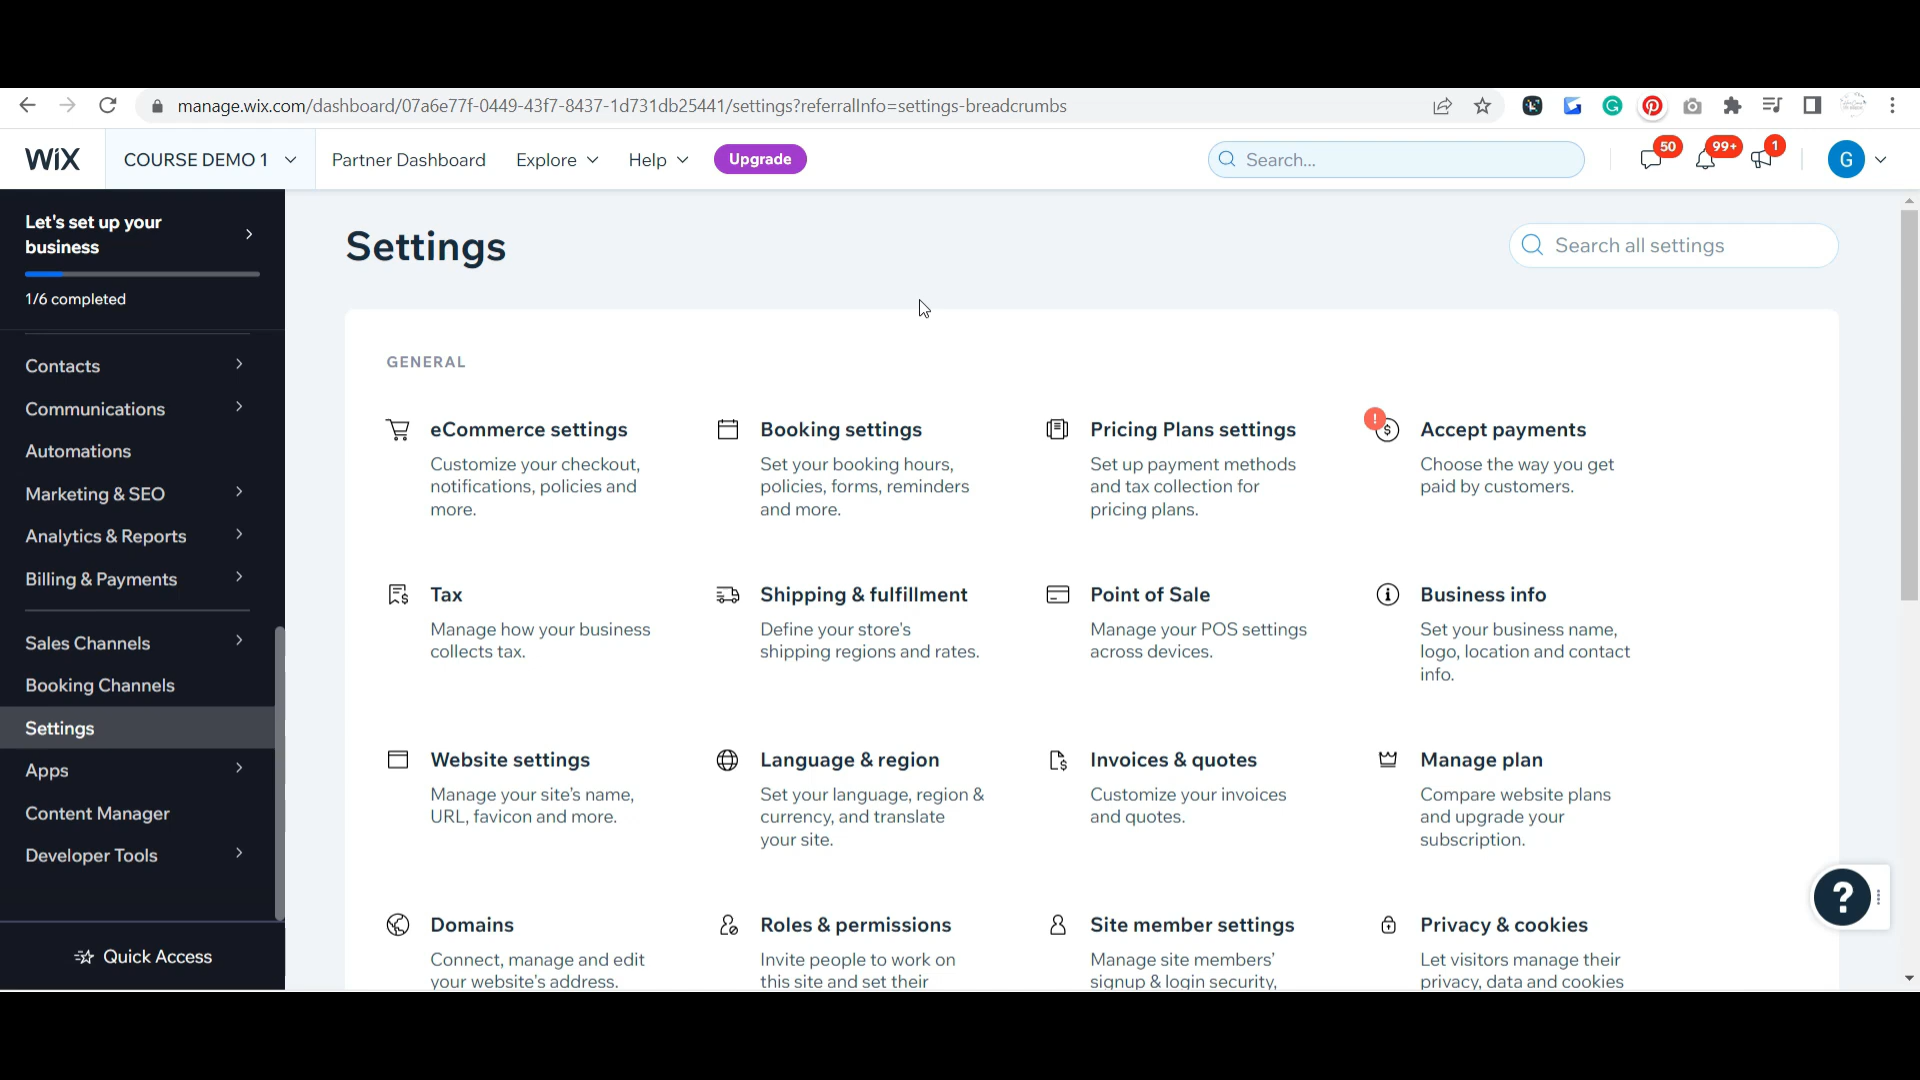 manage.wix.com/dashboard/07a6e77f-0449-43f7-8437-1d731db25441/settings?referralInfo=settings-breadcrumbs
WIX
COURSE DEMO 1
Partner Dashboard
Explore
Help
Upgrade
Search...
50
99+
1
G
Let's set up your
business
1/6 completed
Contacts
Communications
Automations
Marketing & SEO
Analytics & Reports
Billing & Payments
Sales Channels
Booking Channels
Settings
Apps
Content Manager
Developer Tools
Quick Access
Settings
Search all settings
GENERAL
eCommerce settings
Customize your checkout,
notifications, policies and
more.
Booking settings
Set your booking hours,
policies, forms, reminders
and more.
Pricing Plans settings
Set up payment methods
and tax collection for
pricing plans.
Accept payments
Choose the way you get
paid by customers.
Tax
Manage how your business
collects tax.
Shipping & fulfillment
Define your store's
shipping regions and rates.
Point of Sale
Manage your POS settings
across devices.
Business info
Set your business name,
logo, location and contact
info.
Website settings
Manage your site's name,
URL, favicon and more.
Language & region
Set your language, region &
currency, and translate
your site.
Invoices & quotes
Customize your invoices
and quotes.
Manage plan
Compare website plans
and upgrade your
subscription.
Domains
Connect, manage and edit
your website's address.
Roles & permissions
Invite people to work on
this site and set their
Site member settings
Manage site members'
signup & login security,
Privacy & cookies
Let visitors manage their
privacy, data and cookies
?